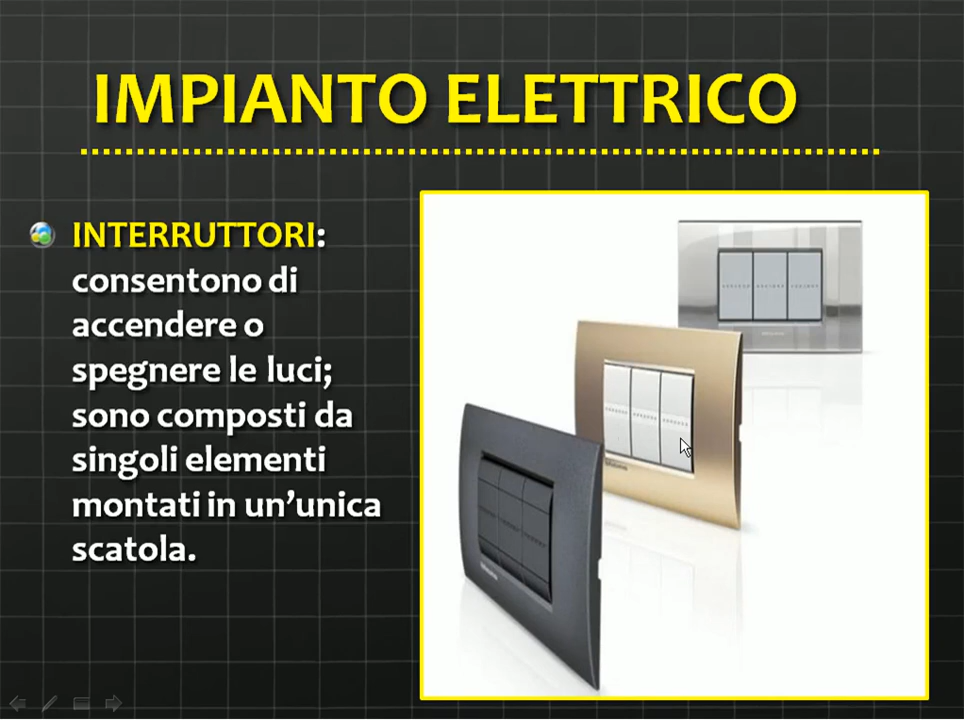 IMPIANTO ELETTRICO
INTERRUTTORI:
consentono di
accendere o
spegnere le luci;
sono composti da
singoli elementi
montati in un’unica
scatola.